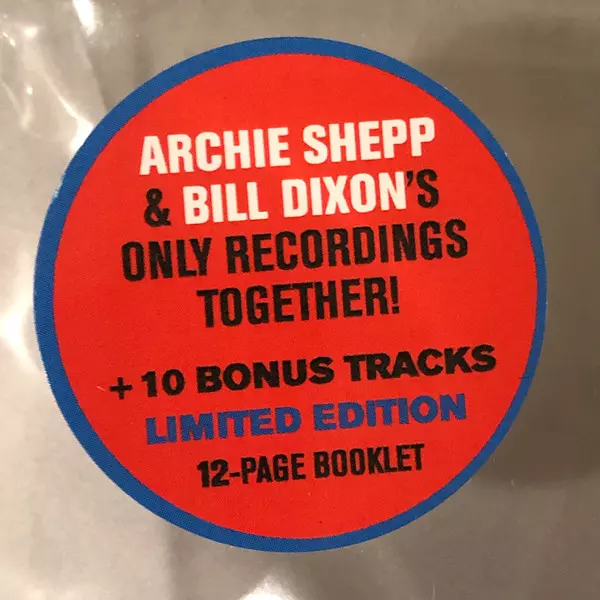 ARCHIE SHEPP
& BILL DIXON'S
ONLY RECORDINGS
TOGETHER!
+ 10 BONUS TRACKS
LIMITED EDITION
12-PAGE BOOKLET